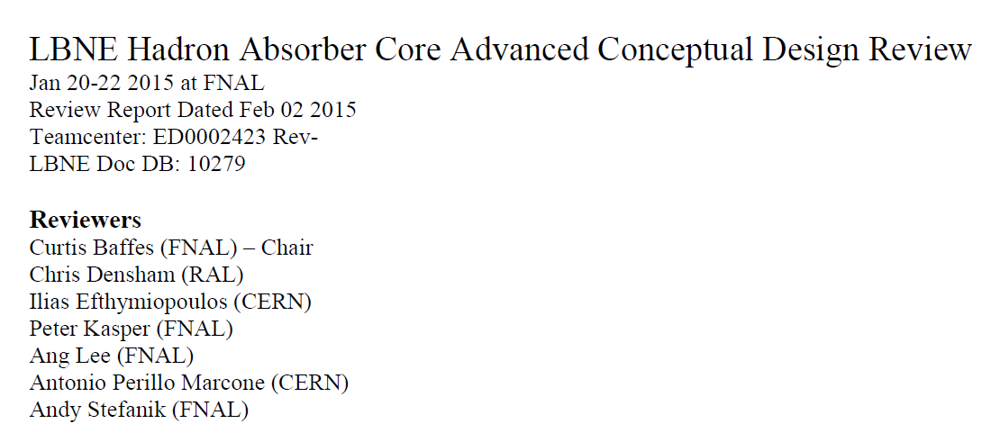 LBNE Hadron Absorber Core Advanced Conceptual Design Review
Jan 20-22 2015 at FNAL
Review Report Dated Feb 02 2015
Teamcenter: ED0002423 Rev-
LBNE Doc DB: 10279
Reviewers
Curtis Baffes (FNAL) – Chair
Chris Densham (RAL)
Ilias Efthymiopoulos (CERN)
Peter Kasper (FNAL)
Ang Lee (FNAL)
Antonio Perillo Marcone (CERN)
Andy Stefanik (FNAL)